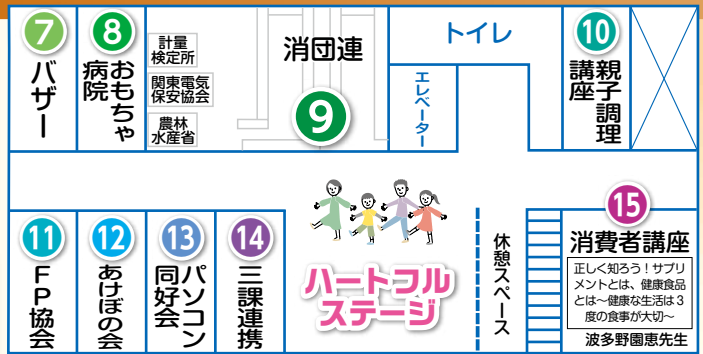 7
バザー
8
おもちゃ
病院
計量
検定所
関東電気
保安協会
農林
水産省
消団連
9
トイレ
エレベーター
10
親子調理
講座
11
FP協会
12
あけぼの会
13
パソコン
同好会
14
三課連携
ハートフル
ステージ
休憩スペース
15
消費者講座
正しく知ろう!サプリ
メントとは、健康食品
とは~健康な生活は3
度の食事が大切~
波多野園恵先生